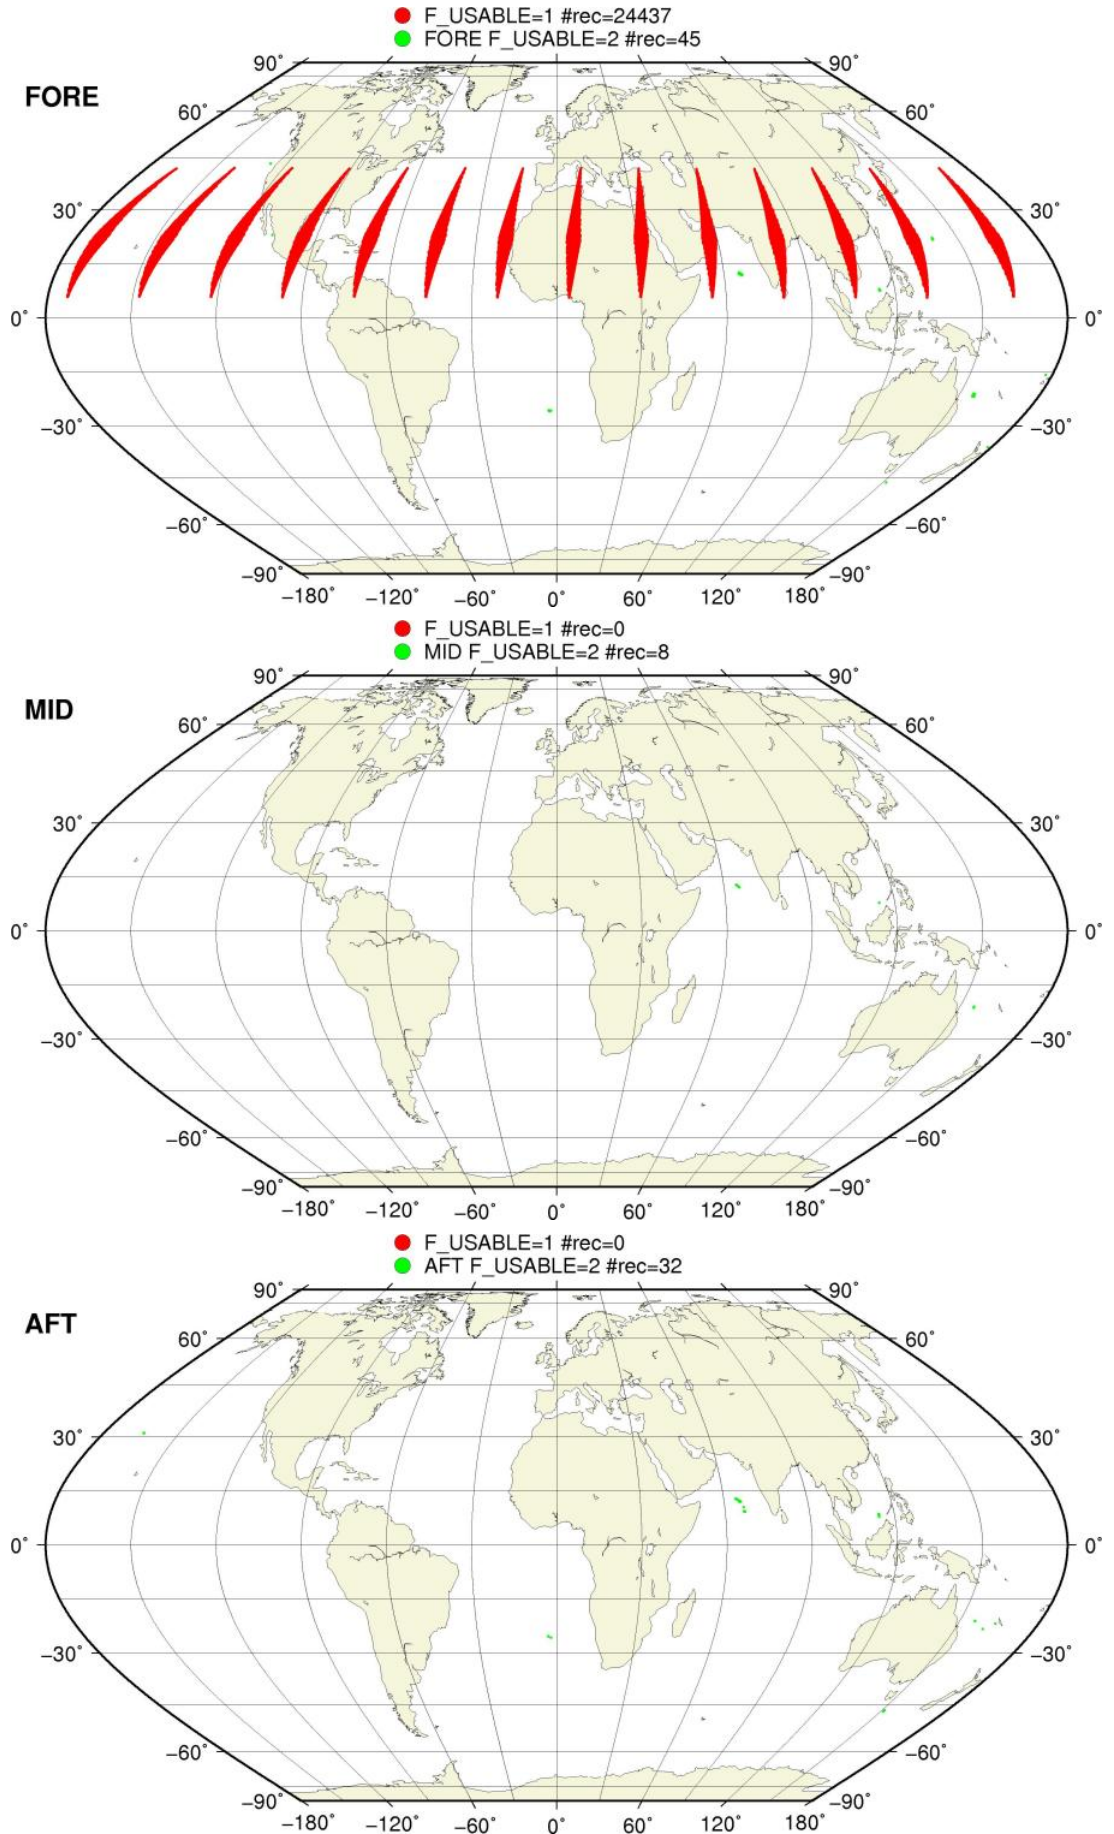 F_USABLE=1 #rec=24437
FORE F_USABLE=2 #rec=45
FORE
90˚ 90˚
60˚ 60˚
30˚ 30˚
0˚ 0˚
−30˚ −30˚
−60˚ −60˚
−90˚ −90˚
−180˚ −120˚ −60˚ 0˚ 60˚ 120˚ 180˚
F_USABLE=1 #rec=0
MID F_USABLE=2 #rec=8
MID
90˚ 90˚
60˚ 60˚
30˚ 30˚
0˚ 0˚
−30˚ −30˚
−60˚ −60˚
−90˚ −90˚
−180˚ −120˚ −60˚ 0˚ 60˚ 120˚ 180˚
F_USABLE=1 #rec=0
AFT F_USABLE=2 #rec=32
AFT
90˚ 90˚
60˚ 60˚
30˚ 30˚
0˚ 0˚
−30˚ −30˚
−60˚ −60˚
−90˚ −90˚
−180˚ −120˚ −60˚ 0˚ 60˚ 120˚ 180˚